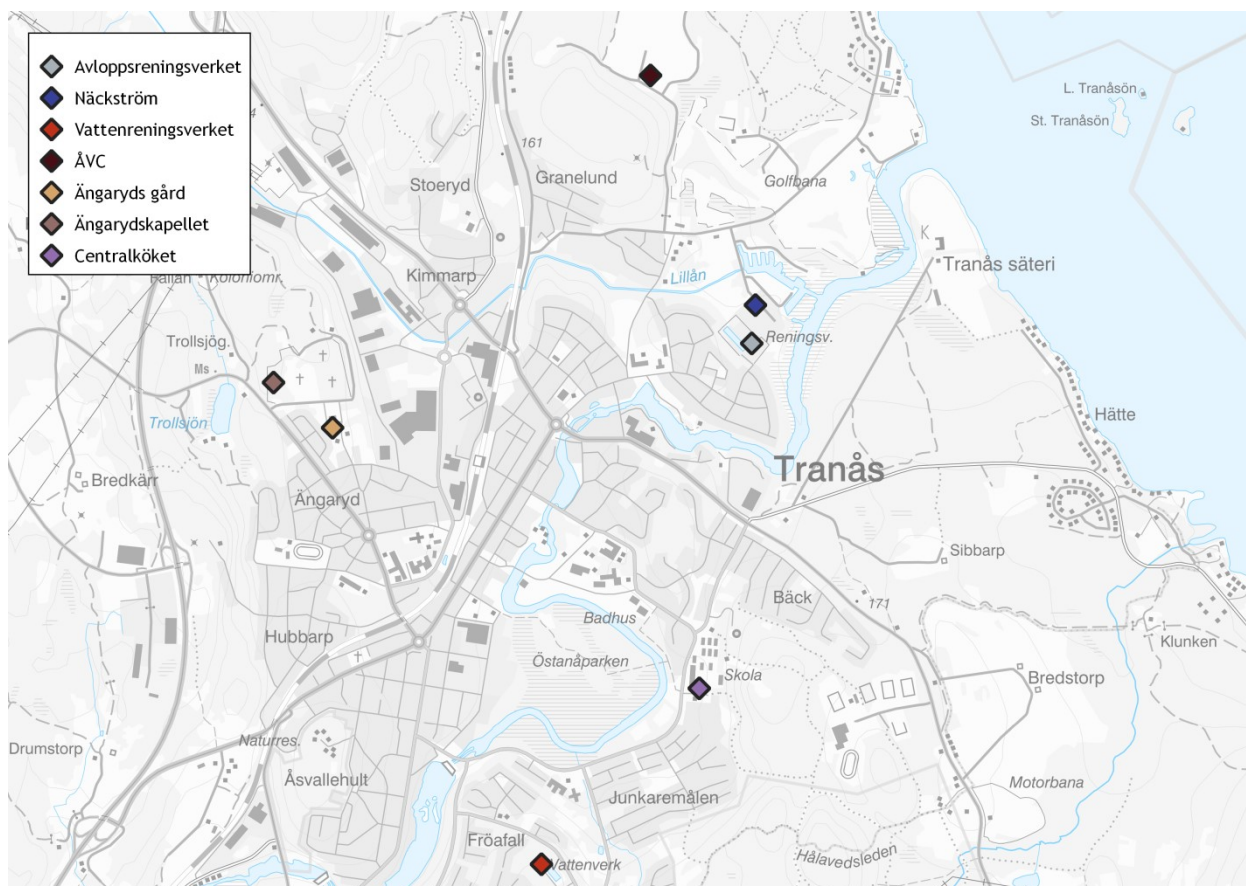 Avloppsreningsverket
Näckström
Vattenreningsverket
ÅVC
Ängaryds gård
Ängarydskapellet
Centralköket
L. Tranåsön
St. Tranåsön
161
Stoeryd
Granelund
Golfbana
Kimmarp
Lillån
K
Tranås säteri
Trollsjög.
Reningsv.
Ms
Trollsjön
Hätte
Tranås
Bredkärr
Ängaryd
Sibbarp
Bäck
171
Badhus
Hubbarp
Östanåparken
Skola
Klunken
Bredstorp
Drumstorp
Naturres.
Åsvallehult
Motorbana
Junkaremålen
Fröafall
Hålavedsleden
Vattenverk